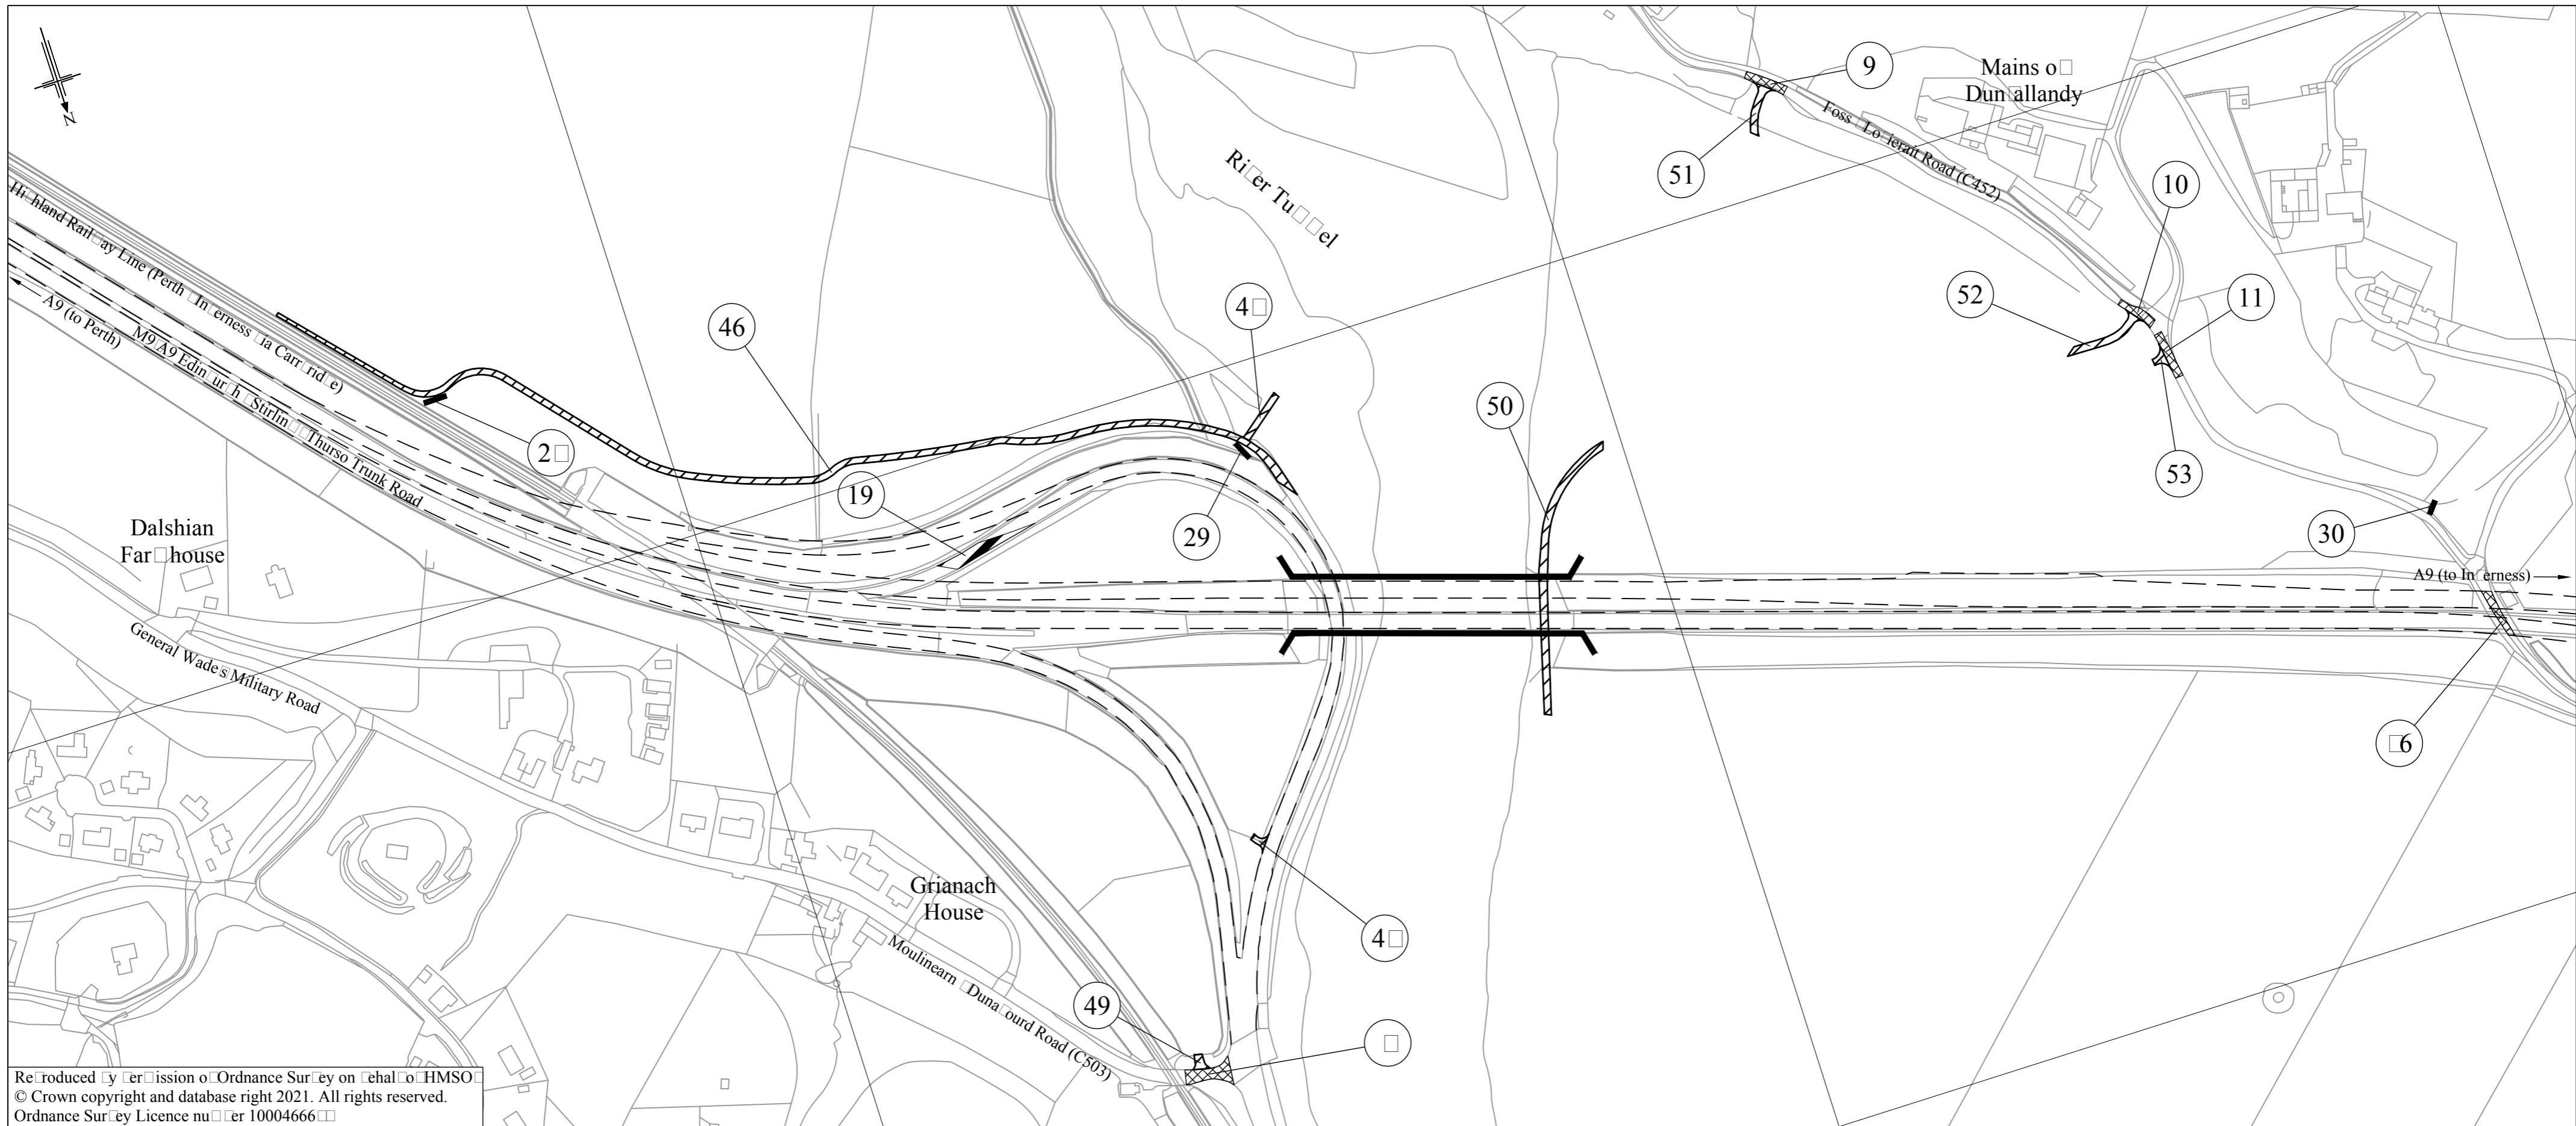 N
9
Mains o□
Dun□allandy
Foss □Lo□ierait Road (C452)
51
10
Ri□er Tu□□el
Hi□hland Rail□ay Line (Perth □In□erness □ia Carr□rid□e)
A9 (to Perth)
M9□A9 Edin□ur□h □Stirlin□□Thurso Trunk Road
46
4□
52
11
50
2□
19
53
29
30
Dalshian
Far□house
A9 (to In□erness)
General Wade□s Military Road
□6
Grianach
House
4□
Moulinearn □Duna□ourd Road (C503)
49
□
Re□roduced □y □er□ission o□Ordnance Sur□ey on □ehal□o□HMSO□
© Crown copyright and database right 2021. All rights reserved.
Ordnance Sur□ey Licence nu□□er 10004666□□